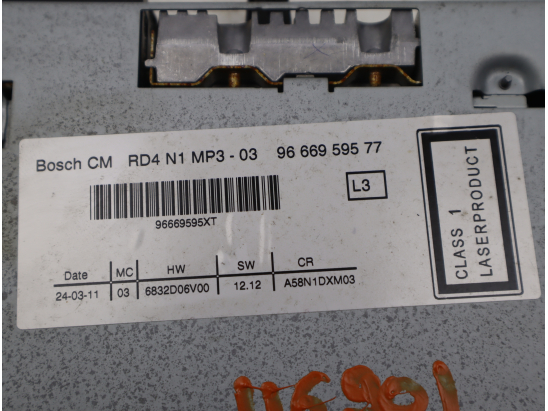 Bosch CM RD4 N1 MP3 - 03 96 669 595 77
L3
96669595XT
Date MC HW SW CR
24-03-11 03 6832D06V00 12.12 A58N1DXM03
CLASS 1
LASERPRODUCT